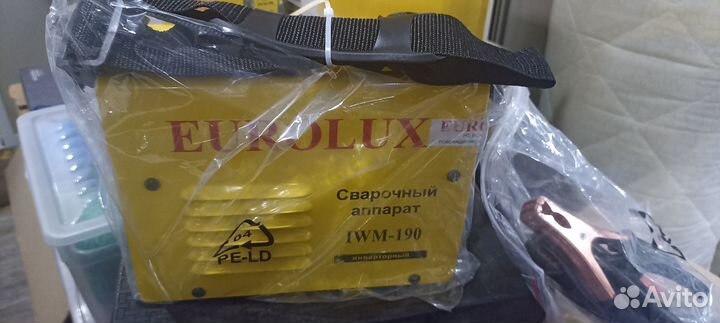 EUROLUX
EURO
Сварочный
аппарат
IWM-190
инверторный
04
PE-LD
Avito